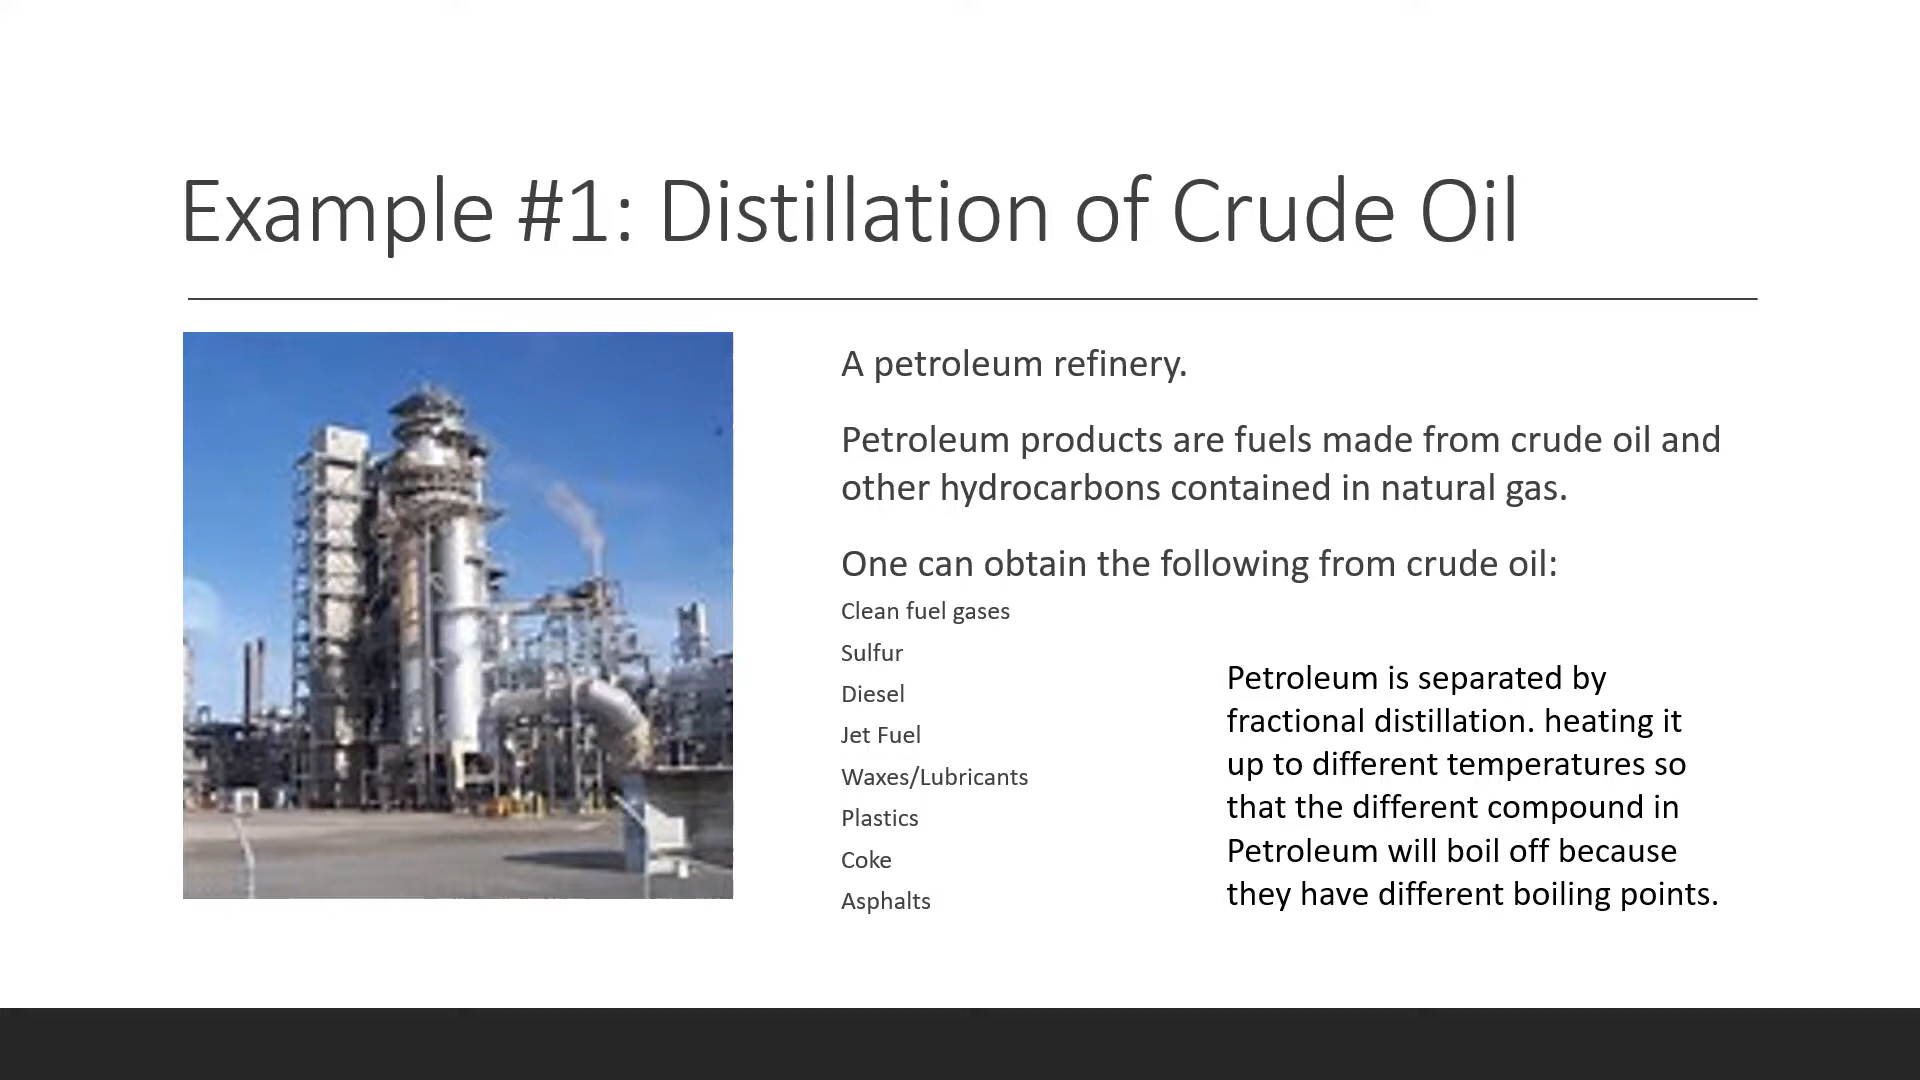 Example #1: Distillation of Crude Oil
A petroleum refinery.
Petroleum products are fuels made from crude oil and
other hydrocarbons contained in natural gas.
One can obtain the following from crude oil:
Clean fuel gases
Sulfur
Diesel
Jet Fuel
Waxes/Lubricants
Plastics
Coke
Asphalts
Petroleum is separated by
fractional distillation. heating it
up to different temperatures so
that the different compound in
Petroleum will boil off because
they have different boiling points.